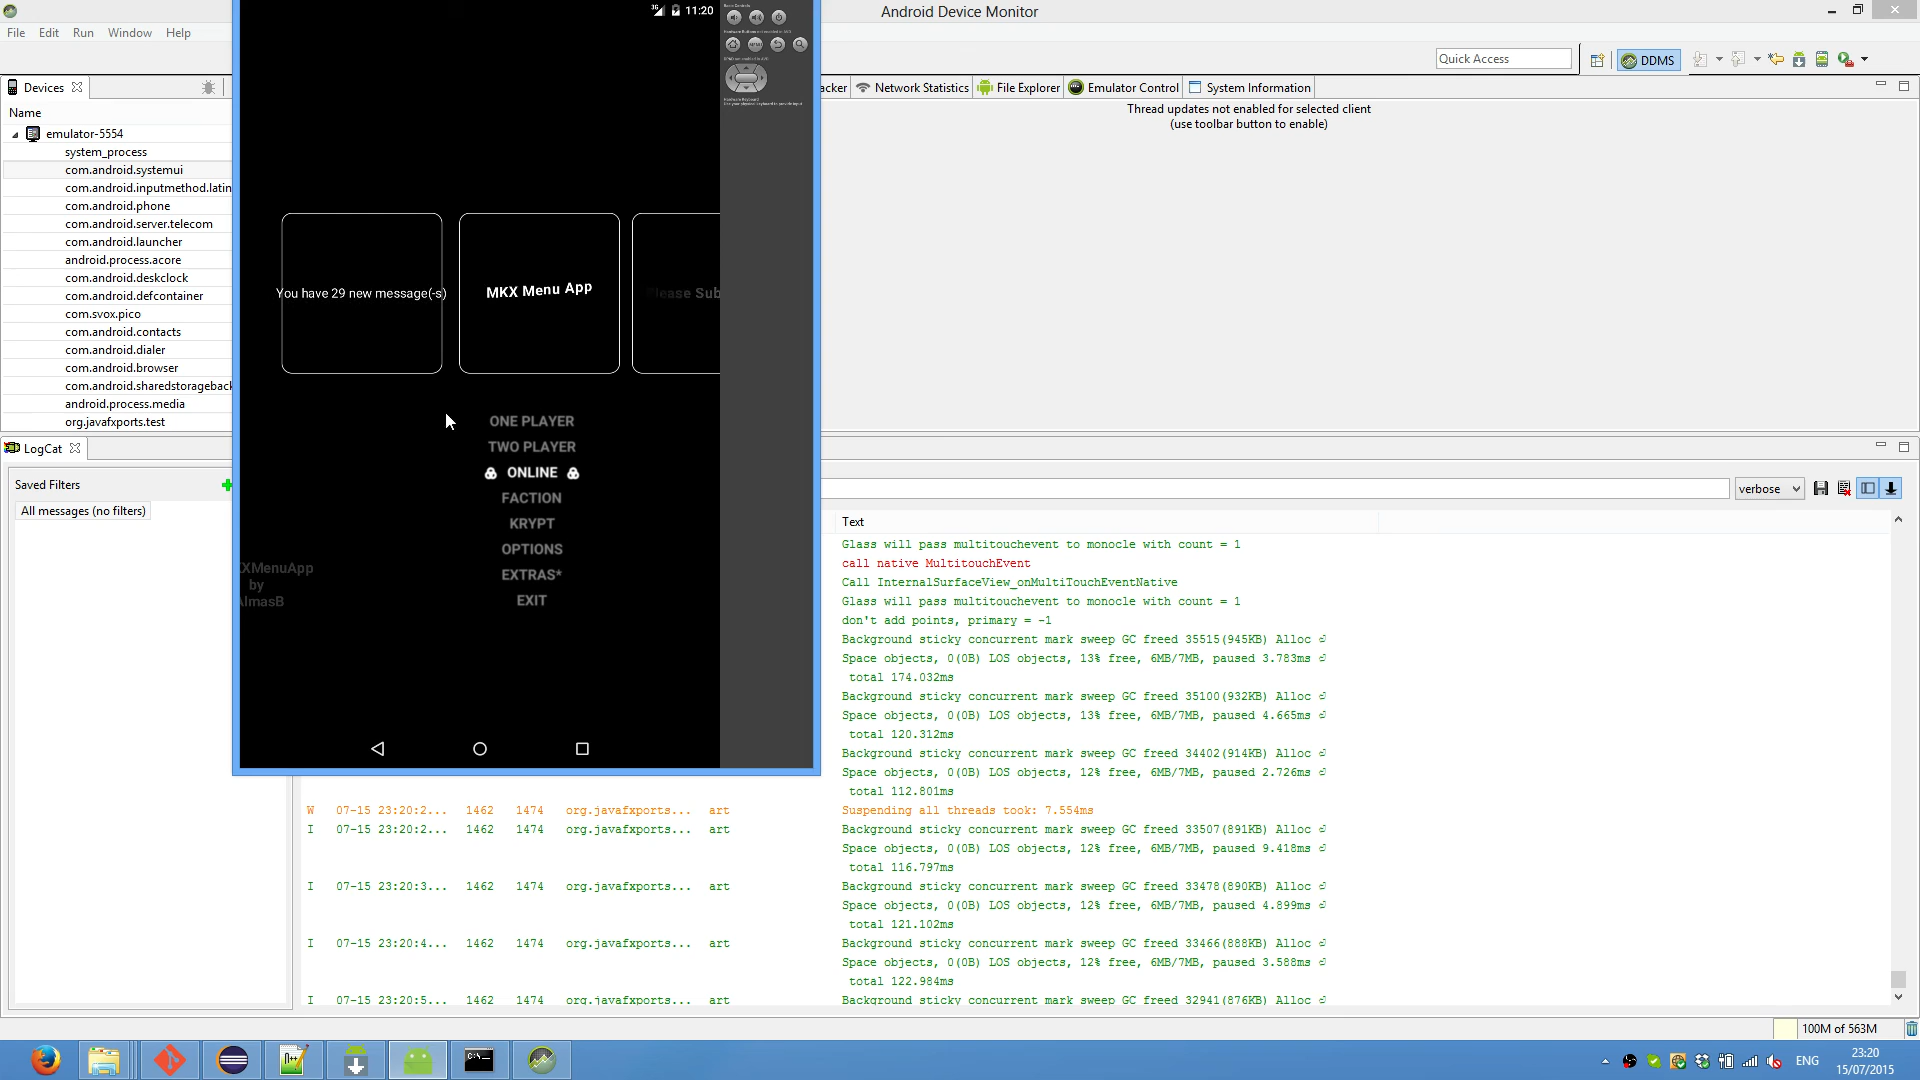 Android Device Monitor
File Edit Run Window Help
Quick Access
DDMS
Devices
Name
emulator-5554
system_process
com.android.systemui
com.android.inputmethod.latin
com.android.phone
com.android.server.telecom
com.android.launcher
android.process.acore
com.android.deskclock
com.android.defcontainer
com.svox.pico
com.android.contacts
com.android.dialer
com.android.browser
com.android.sharedstorageback
android.process.media
org.javafxports.test
3G 11:20
You have 29 new message(-s)
MKX Menu App
Please Sub
ONE PLAYER
TWO PLAYER
ONLINE
FACTION
KRYPT
OPTIONS
EXTRAS*
EXIT
XMenuApp
by
AlmasB
acker Network Statistics File Explorer Emulator Control System Information
Thread updates not enabled for selected client
(use toolbar button to enable)
LogCat
Saved Filters
All messages (no filters)
verbose
Text
Glass will pass multitouchevent to monocle with count = 1
call native MultitouchEvent
Call InternalSurfaceView_onMultiTouchEventNative
Glass will pass multitouchevent to monocle with count = 1
don't add points, primary = -1
Background sticky concurrent mark sweep GC freed 35515(945KB) Alloc
Space objects, 0(0B) LOS objects, 13% free, 6MB/7MB, paused 3.783ms
total 174.032ms
Background sticky concurrent mark sweep GC freed 35100(932KB) Alloc
Space objects, 0(0B) LOS objects, 13% free, 6MB/7MB, paused 4.665ms
total 120.312ms
Background sticky concurrent mark sweep GC freed 34402(914KB) Alloc
Space objects, 0(0B) LOS objects, 12% free, 6MB/7MB, paused 2.726ms
total 112.801ms
W 07-15 23:20:2... 1462 1474 org.javafxports... art Suspending all threads took: 7.554ms
I 07-15 23:20:2... 1462 1474 org.javafxports... art Background sticky concurrent mark sweep GC freed 33507(891KB) Alloc
Space objects, 0(0B) LOS objects, 12% free, 6MB/7MB, paused 9.418ms
total 116.797ms
I 07-15 23:20:3... 1462 1474 org.javafxports... art Background sticky concurrent mark sweep GC freed 33478(890KB) Alloc
Space objects, 0(0B) LOS objects, 12% free, 6MB/7MB, paused 4.899ms
total 121.102ms
I 07-15 23:20:4... 1462 1474 org.javafxports... art Background sticky concurrent mark sweep GC freed 33466(888KB) Alloc
Space objects, 0(0B) LOS objects, 12% free, 6MB/7MB, paused 3.588ms
total 122.984ms
I 07-15 23:20:5... 1462 1474 org.javafxports... art Background sticky concurrent mark sweep GC freed 32941(876KB) Alloc
100M of 563M
ENG
23:20
15/07/2015